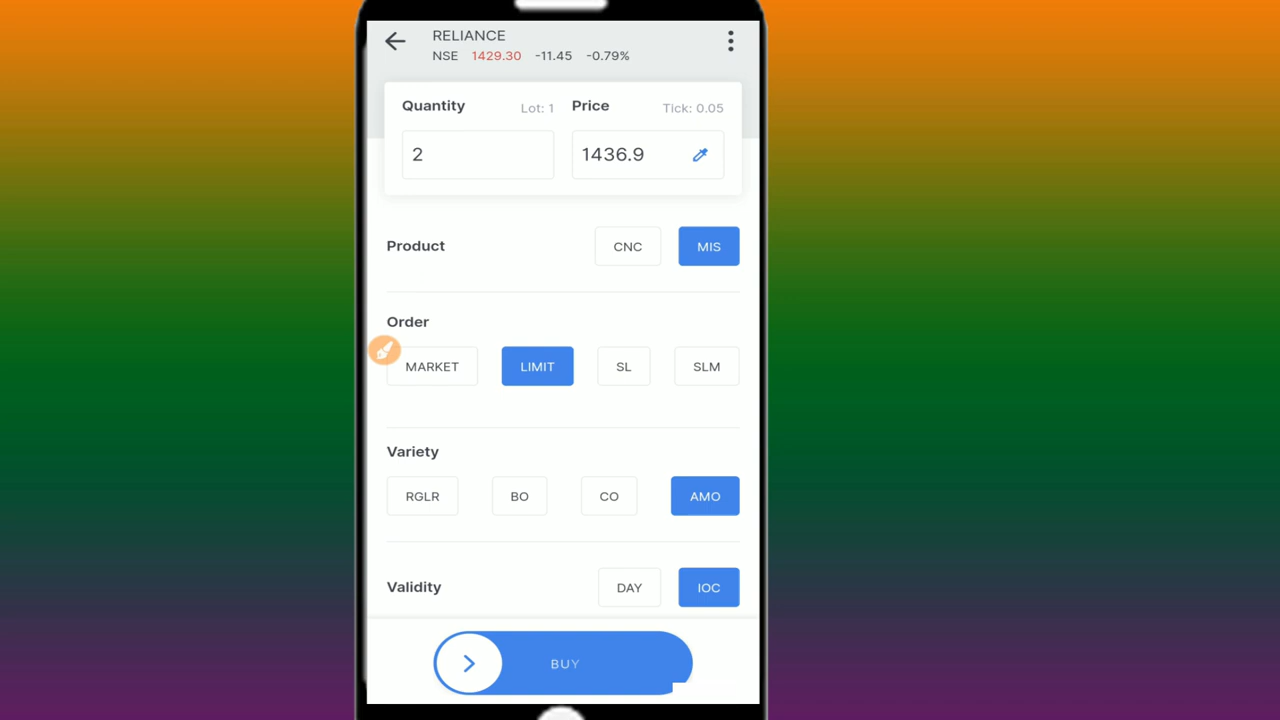 RELIANCE
NSE 1429.30 -11.45 -0.79%
Quantity Lot: 1 Price Tick: 0.05
2 1436.9
Product CNC MIS
Order
MARKET LIMIT SL SLM
Variety
RGLR BO CO AMO
Validity DAY IOC
BUY